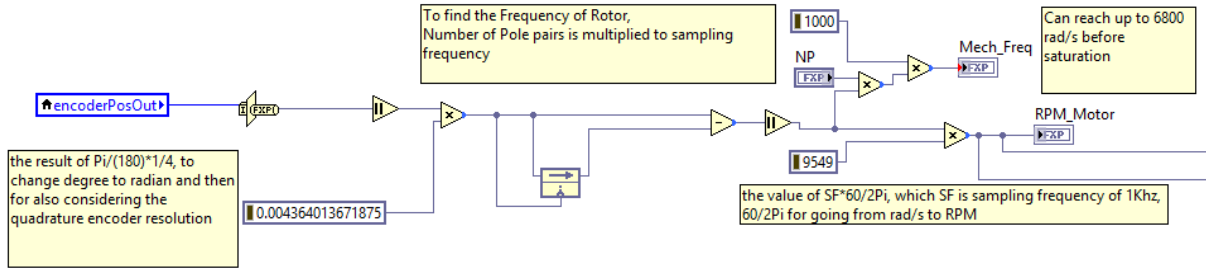 To find the Frequency of Rotor,
Number of Pole pairs is multiplied to sampling
frequency
1000
NP
FXP
Mech_Freq
FXP
Can reach up to 6800
rad/s before
saturation
encoderPosOut
I (FXP(
RPM_Motor
FXP
9549
the result of Pi/(180)*1/4, to
change degree to radian and then
for also considering the
quadrature encoder resolution
0.004364013671875
the value of SF*60/2Pi, which SF is sampling frequency of 1Khz,
60/2Pi for going from rad/s to RPM